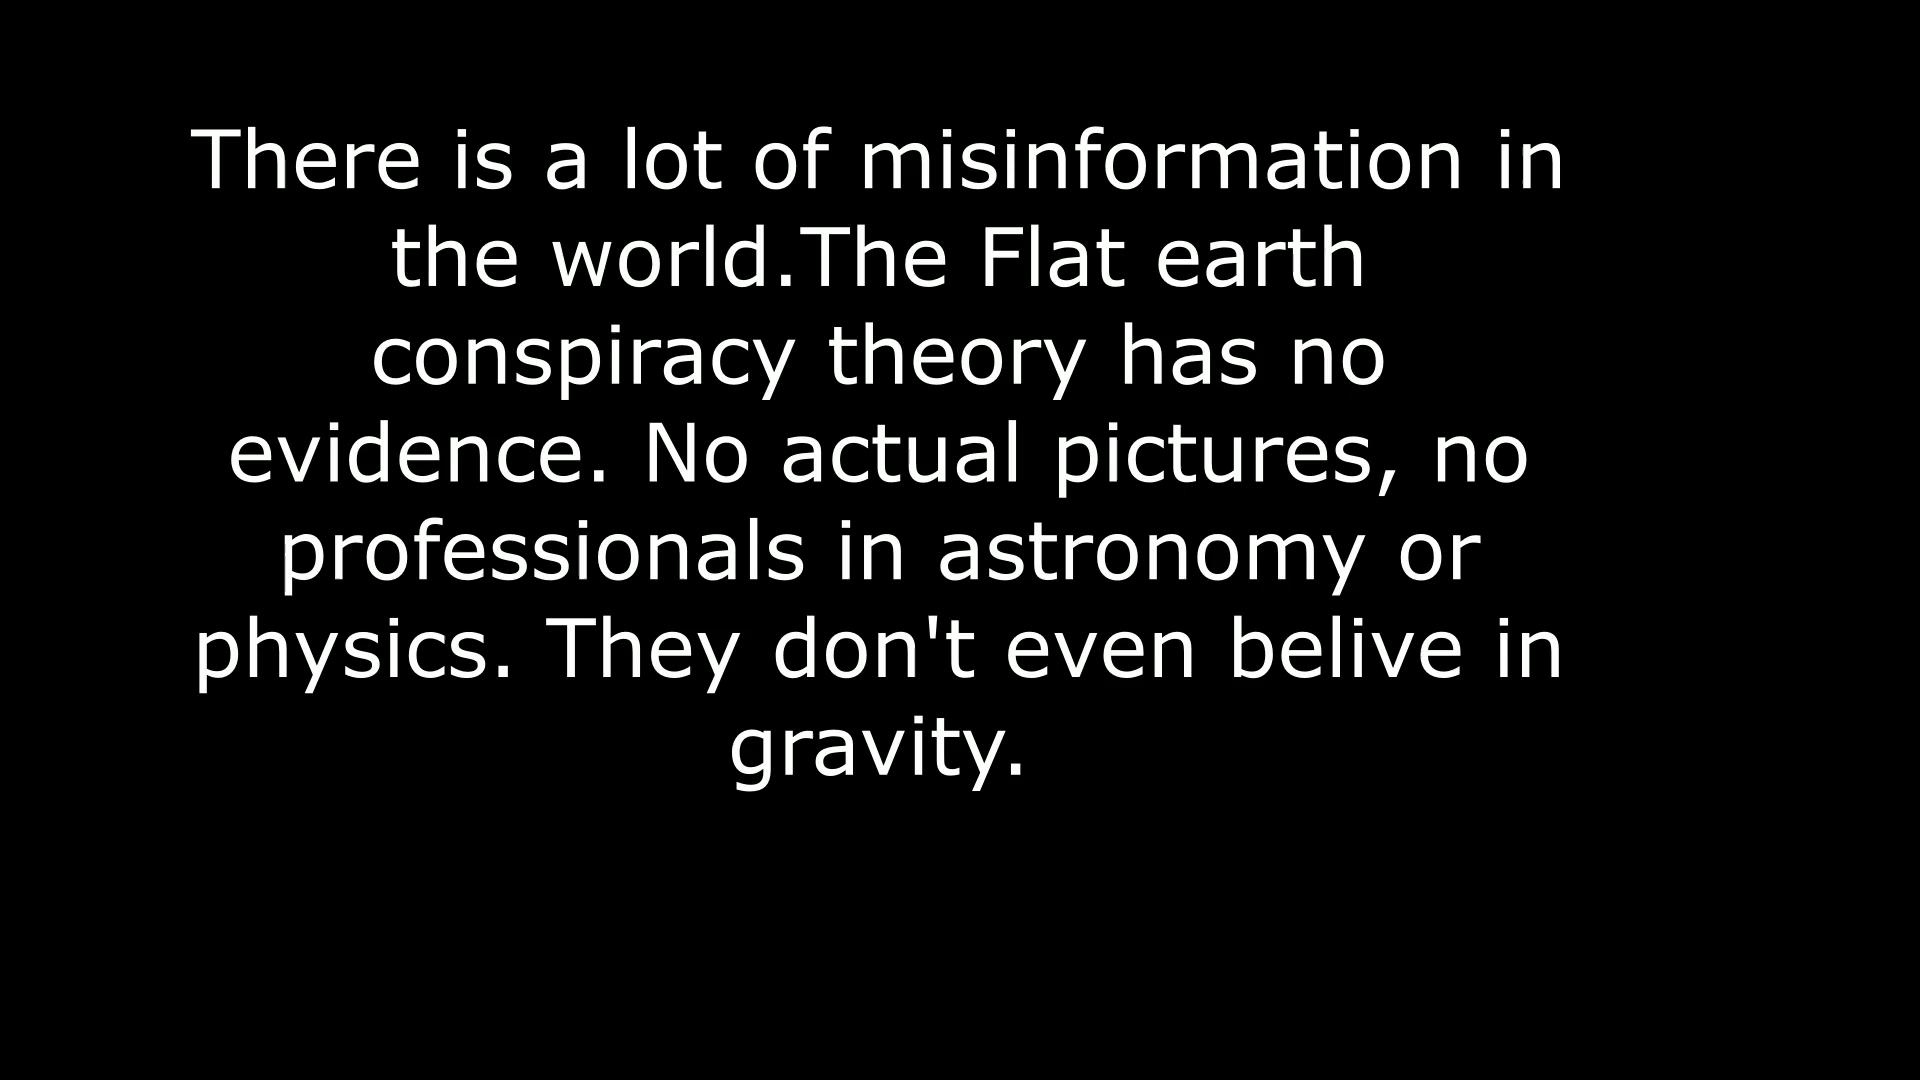 There is a lot of misinformation in
the world.The Flat earth
conspiracy theory has no
evidence. No actual pictures, no
professionals in astronomy or
physics. They don't even belive in
gravity.